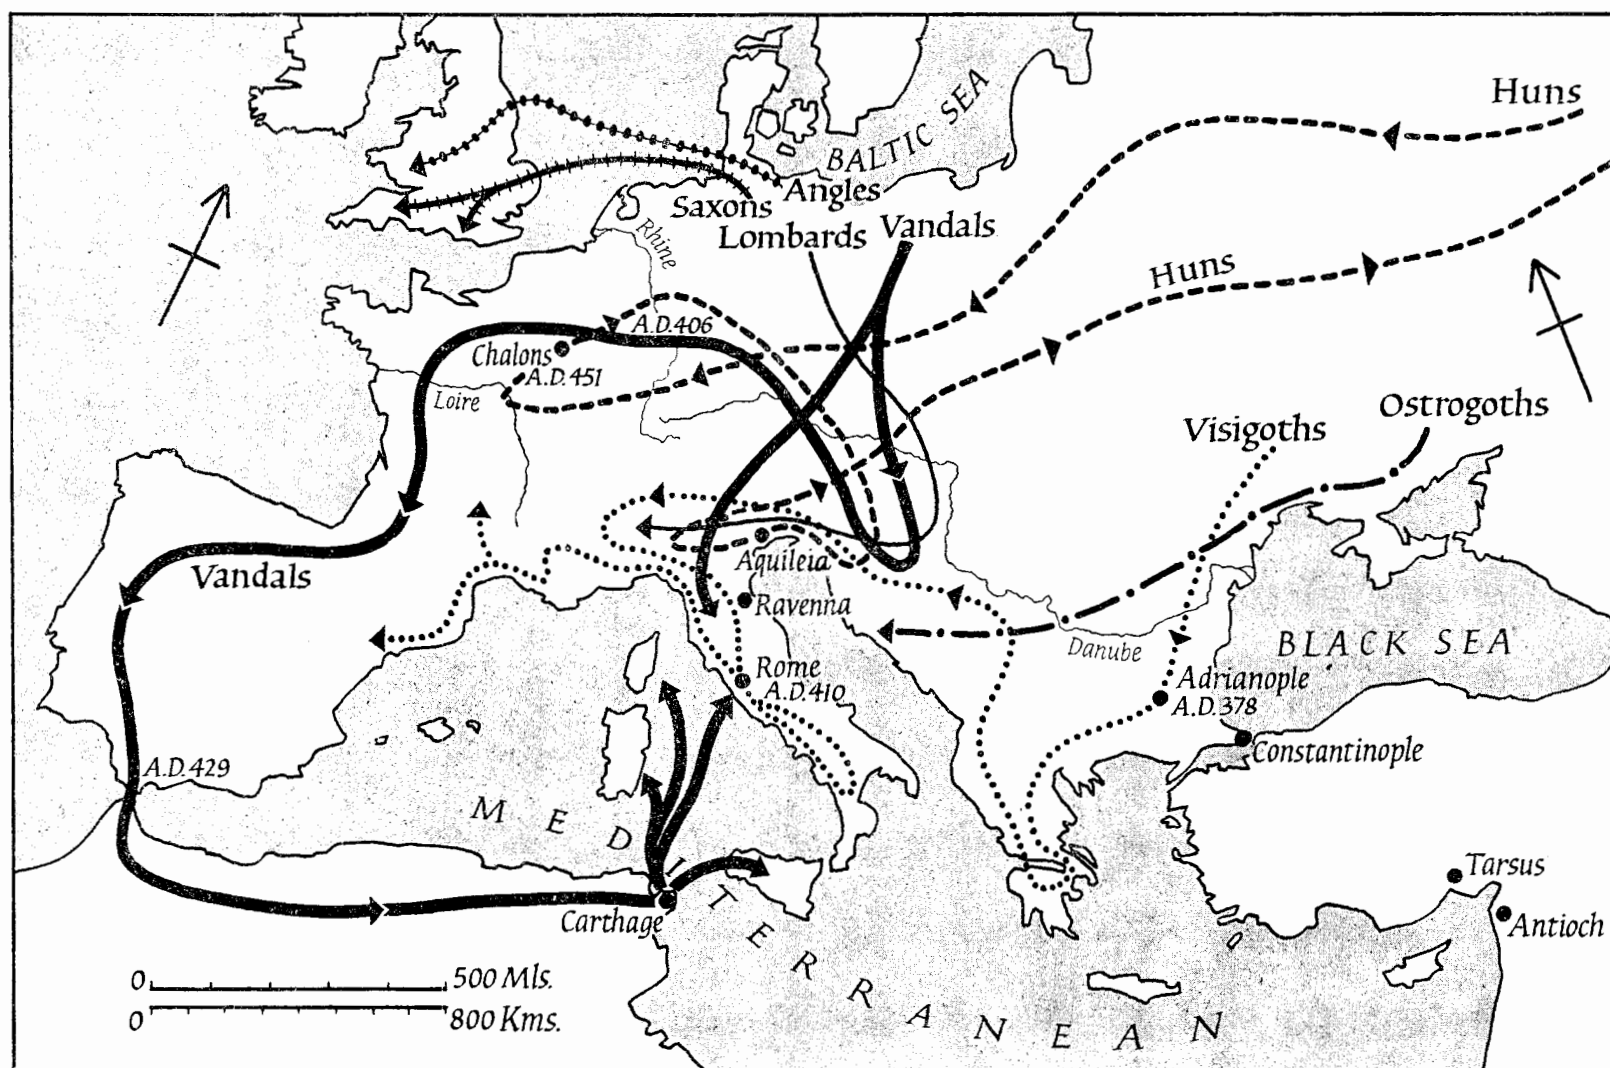 Huns
BALTIC SEA
Angles
Saxons
Lombards
Vandals
Rhine
Huns
A.D.406
Chalons
A.D.451
Loire
Ostrogoths
Visigoths
Vandals
Aquileia
Ravenna
Danube
BLACK SEA
Rome
A.D.410
Adrianople
A.D.378
Constantinople
A.D.429
MEDITERRANEAN
Tarsus
Antioch
Carthage
0 500 Mls.
0 800 Kms.